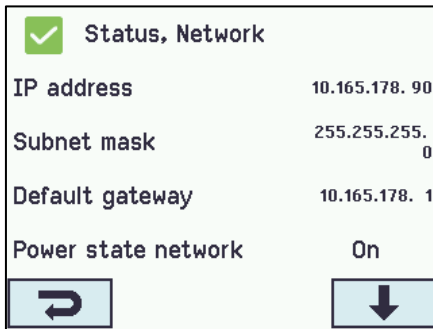 Status, Network
IP address 10.165.178. 90
Subnet mask 255.255.255.
0
Default gateway 10.165.178. 1
Power state network On